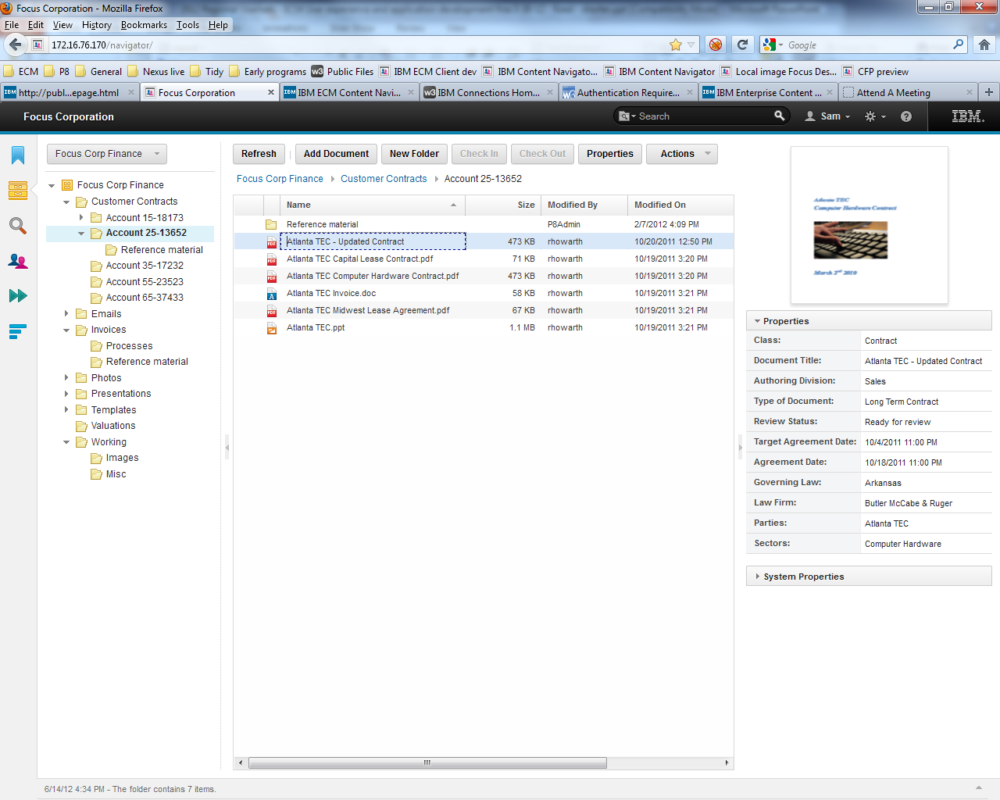 Focus Corporation - Mozilla Firefox
File Edit View History Bookmarks Tools Help
172.16.76.170/navigator/
Google
ECM P8 General Nexus live Tidy Early programs w3 Public Files IBM ECM Client dev IBM Content Navigato... IBM Content Navigator Local image Focus Des... CFP preview
IBM http://publ...epage.html Focus Corporation IBM IBM ECM Content Navi... w3 IBM Connections Hom... Authentication Require... IBM IBM Enterprise Content ... Attend A Meeting
Focus Corporation Search Sam IBM.
Focus Corp Finance
Refresh Add Document New Folder Check In Check Out Properties Actions
Focus Corp Finance Customer Contracts Account 25-13652
Focus Corp Finance
Customer Contracts
Account 15-18173
Account 25-13652
Reference material
Account 35-17232
Account 55-23523
Account 65-37433
Emails
Invoices
Processes
Reference material
Photos
Presentations
Templates
Valuations
Working
Images
Misc
Name Size Modified By Modified On
Reference material P8Admin 2/7/2012 4:09 PM
Atlanta TEC - Updated Contract 473 KB rhowarth 10/20/2011 12:50 PM
Atlanta TEC Capital Lease Contract.pdf 71 KB rhowarth 10/19/2011 3:20 PM
Atlanta TEC Computer Hardware Contract.pdf 473 KB rhowarth 10/19/2011 3:20 PM
Atlanta TEC Invoice.doc 58 KB rhowarth 10/19/2011 3:21 PM
Atlanta TEC Midwest Lease Agreement.pdf 67 KB rhowarth 10/19/2011 3:21 PM
Atlanta TEC.ppt 1.1 MB rhowarth 10/19/2011 3:21 PM
Atlanta TEC
Computer Hardware Contract
March 2nd 2010
Properties
Class: Contract
Document Title: Atlanta TEC - Updated Contract
Authoring Division: Sales
Type of Document: Long Term Contract
Review Status: Ready for review
Target Agreement Date: 10/4/2011 11:00 PM
Agreement Date: 10/18/2011 11:00 PM
Governing Law: Arkansas
Law Firm: Butler McCabe & Ruger
Parties: Atlanta TEC
Sectors: Computer Hardware
System Properties
6/14/12 4:34 PM - The folder contains 7 items.